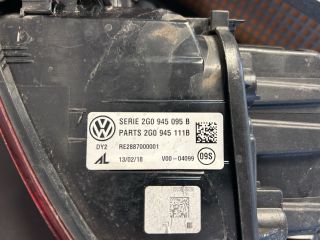 SERIE 2G0 945 095 B
PARTS 2G0 945 111B
DY2 RE2887000001
AL 13/02/18 V00-04099 09S